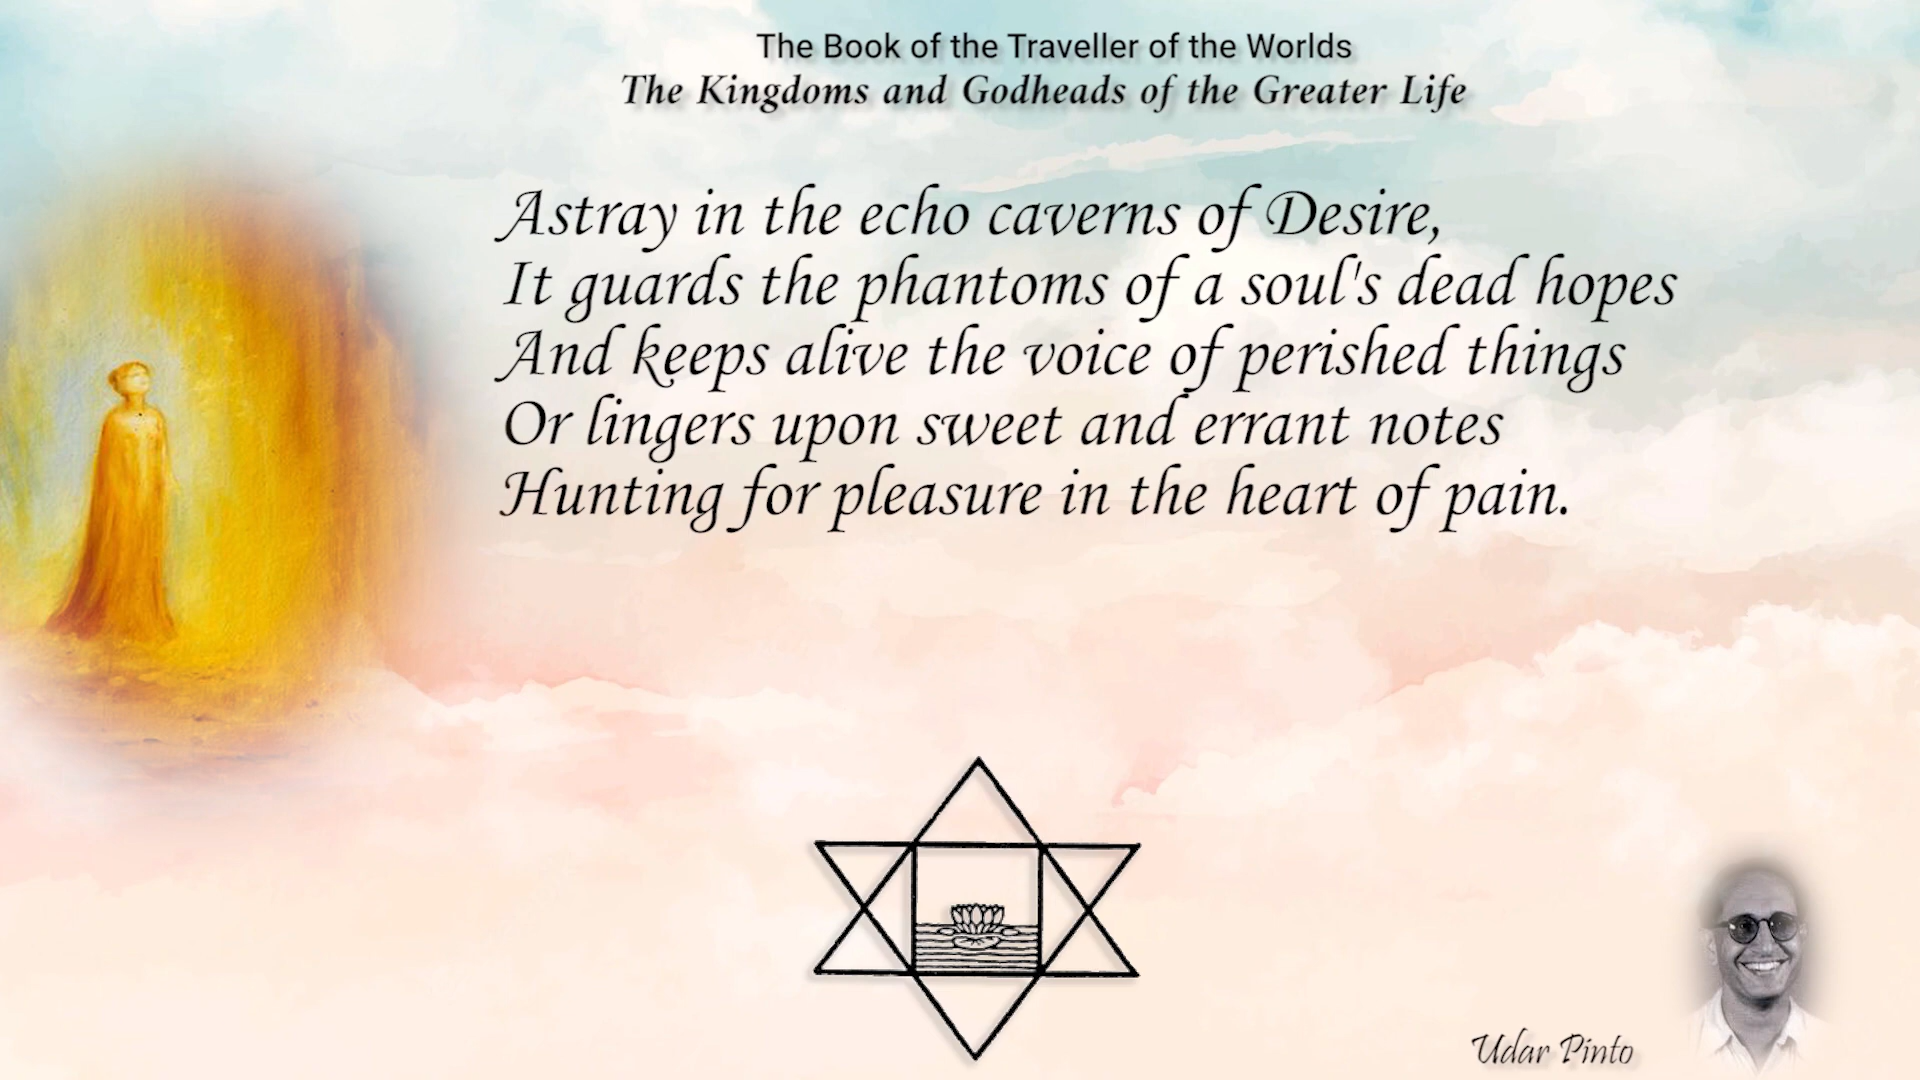 The Book of the Traveller of the Worlds
The Kingdoms and Godheads of the Greater Life
Astray in the echo caverns of Desire,
It guards the phantoms of a soul's dead hopes
And keeps alive the voice of perished things
Or lingers upon sweet and errant notes
Hunting for pleasure in the heart of pain.
Udar Pinto